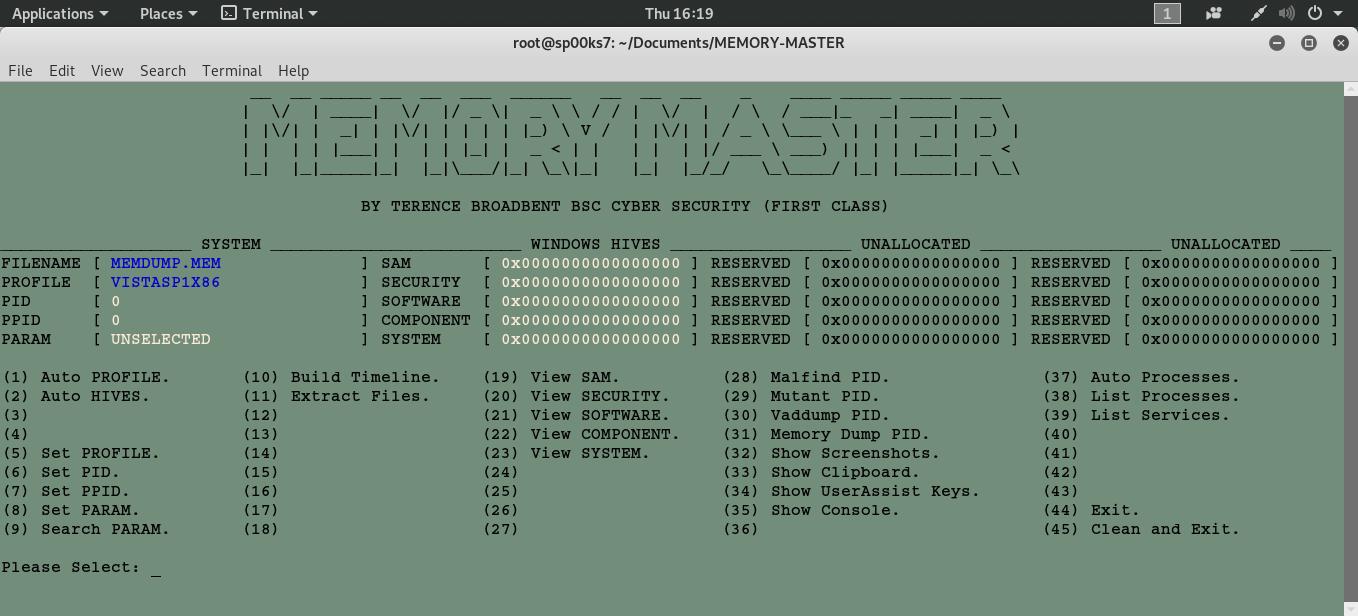 Applications Places Terminal Thu 16:19 1
root@sp00ks7: ~/Documents/MEMORY-MASTER
File Edit View Search Terminal Help
MEMORY MASTER
BY TERENCE BROADBENT BSC CYBER SECURITY (FIRST CLASS)
___________________ SYSTEM _________________________ WINDOWS HIVES __________________ UNALLOCATED __________________ UNALLOCATED ____
FILENAME [ MEMDUMP.MEM ] SAM [ 0x0000000000000000 ] RESERVED [ 0x0000000000000000 ] RESERVED [ 0x0000000000000000 ]
PROFILE [ VISTASP1X86 ] SECURITY [ 0x0000000000000000 ] RESERVED [ 0x0000000000000000 ] RESERVED [ 0x0000000000000000 ]
PID [ 0 ] SOFTWARE [ 0x0000000000000000 ] RESERVED [ 0x0000000000000000 ] RESERVED [ 0x0000000000000000 ]
PPID [ 0 ] COMPONENT [ 0x0000000000000000 ] RESERVED [ 0x0000000000000000 ] RESERVED [ 0x0000000000000000 ]
PARAM [ UNSELECTED ] SYSTEM [ 0x0000000000000000 ] RESERVED [ 0x0000000000000000 ] RESERVED [ 0x0000000000000000 ]
(1) Auto PROFILE. (10) Build Timeline. (19) View SAM. (28) Malfind PID. (37) Auto Processes.
(2) Auto HIVES. (11) Extract Files. (20) View SECURITY. (29) Mutant PID. (38) List Processes.
(3) (12) (21) View SOFTWARE. (30) Vaddump PID. (39) List Services.
(4) (13) (22) View COMPONENT. (31) Memory Dump PID. (40)
(5) Set PROFILE. (14) (23) View SYSTEM. (32) Show Screenshots. (41)
(6) Set PID. (15) (24) (33) Show Clipboard. (42)
(7) Set PPID. (16) (25) (34) Show UserAssist Keys. (43)
(8) Set PARAM. (17) (26) (35) Show Console. (44) Exit.
(9) Search PARAM. (18) (27) (36) (45) Clean and Exit.
Please Select: _